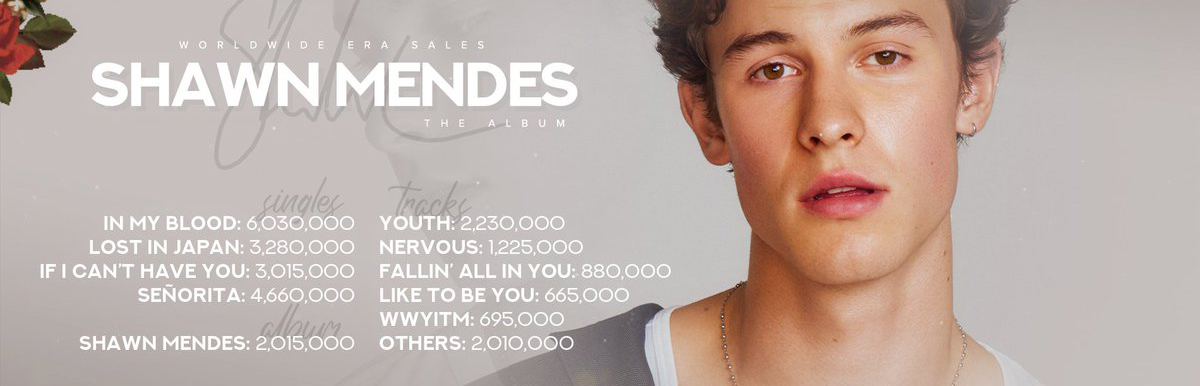 WORLDWIDE ERA SALES
SHAWN MENDES
THE ALBUM
singles
IN MY BLOOD: 6,030,000
LOST IN JAPAN: 3,280,000
IF I CAN'T HAVE YOU: 3,015,000
SEÑORITA: 4,660,000
album
SHAWN MENDES: 2,015,000
Tracks
YOUTH: 2,230,000
NERVOUS: 1,225,000
FALLIN' ALL IN YOU: 880,000
LIKE TO BE YOU: 665,000
WWYITM: 695,000
OTHERS: 2,010,000